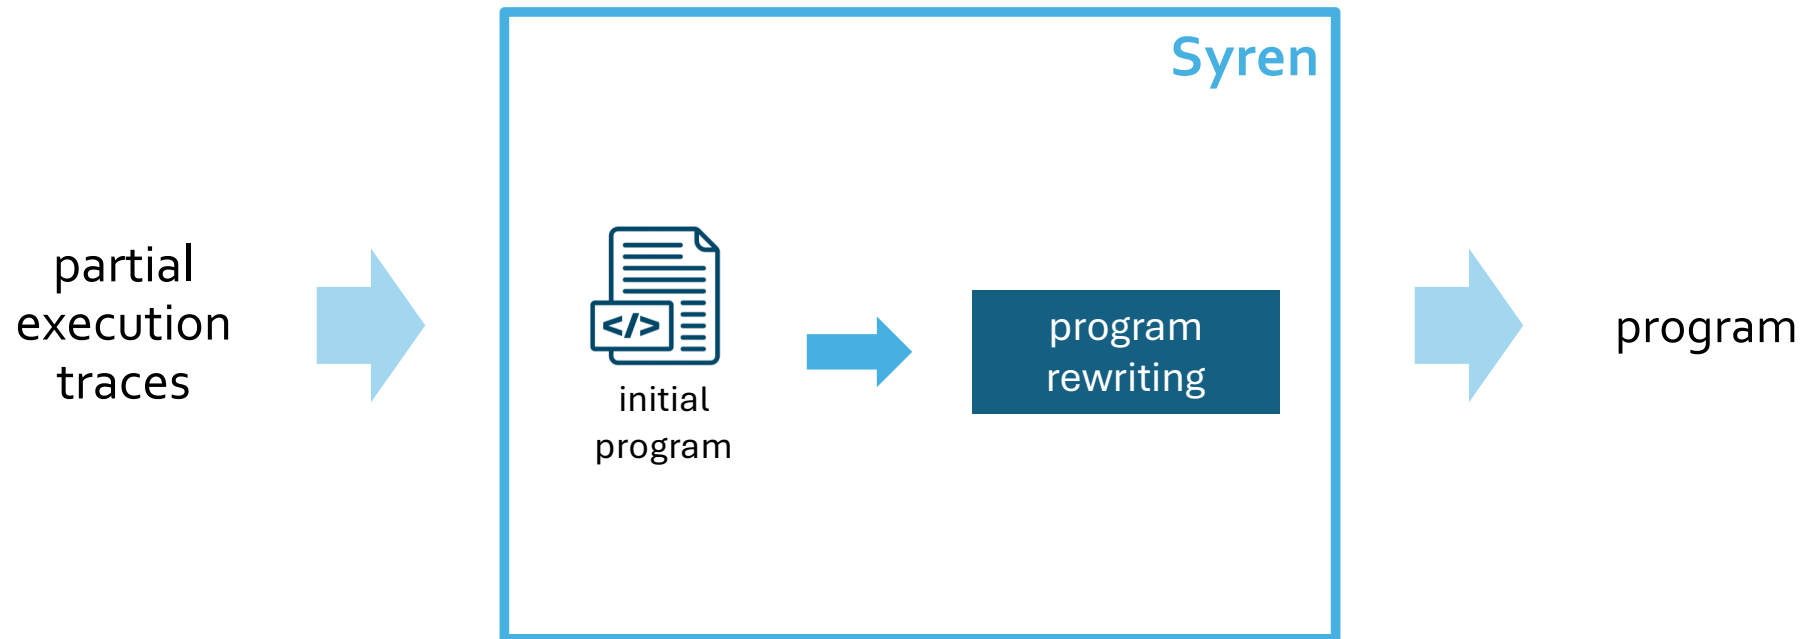 Syren
partial
execution
traces
</>
initial
program
program
rewriting
program